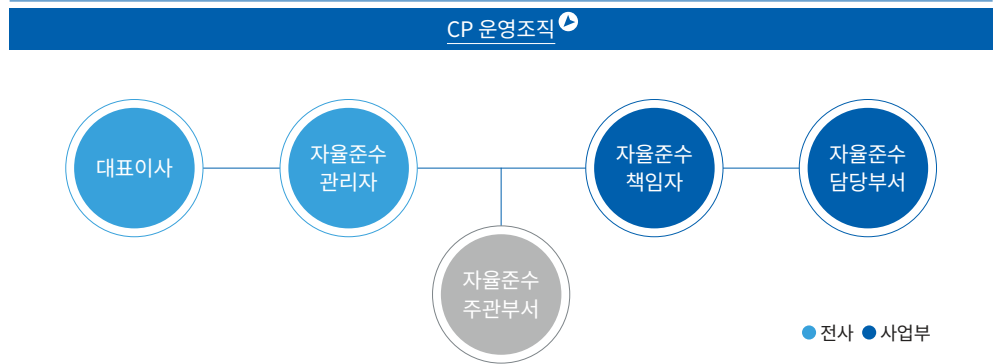 CP 운영조직
대표이사
자율준수
관리자
자율준수
책임자
자율준수
담당부서
자율준수
주관부서
전사 사업부